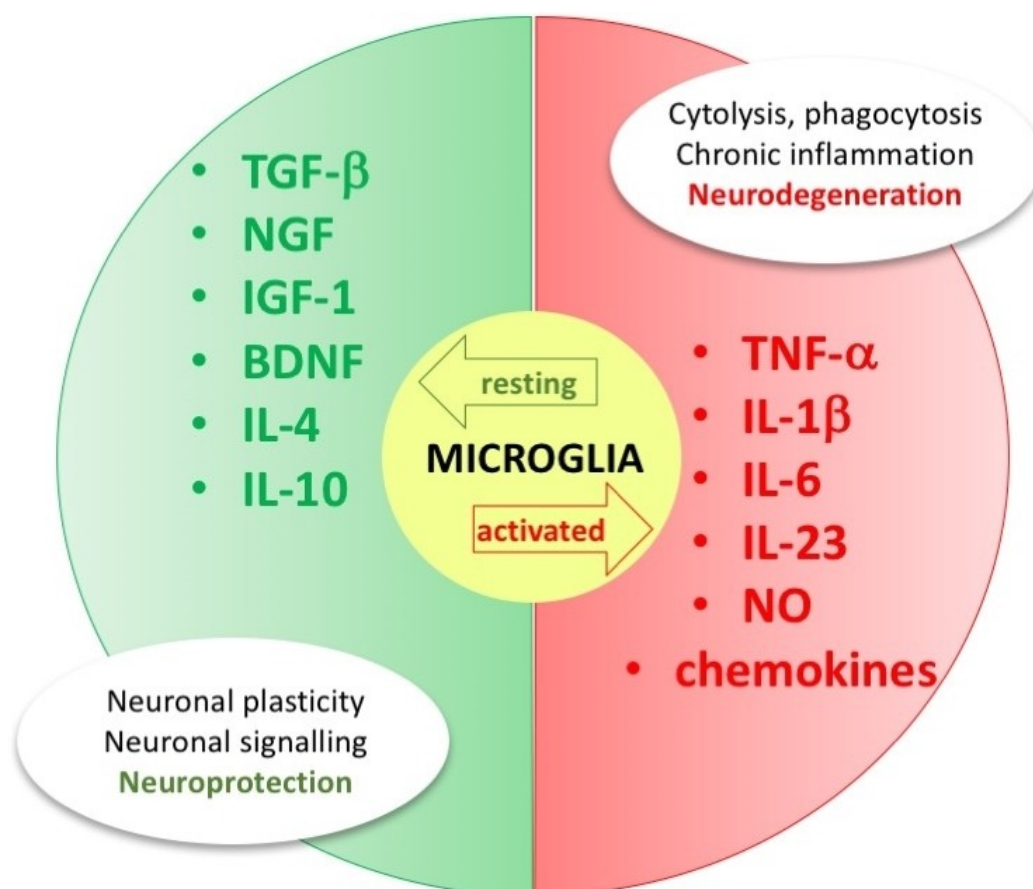 • TGF-β
• NGF
• IGF-1
• BDNF
• IL-4
• IL-10
Neuronal plasticity
Neuronal signalling
Neuroprotection
resting
MICROGLIA
activated
Cytolysis, phagocytosis
Chronic inflammation
Neurodegeneration
• TNF-α
• IL-1β
• IL-6
• IL-23
• NO
• chemokines